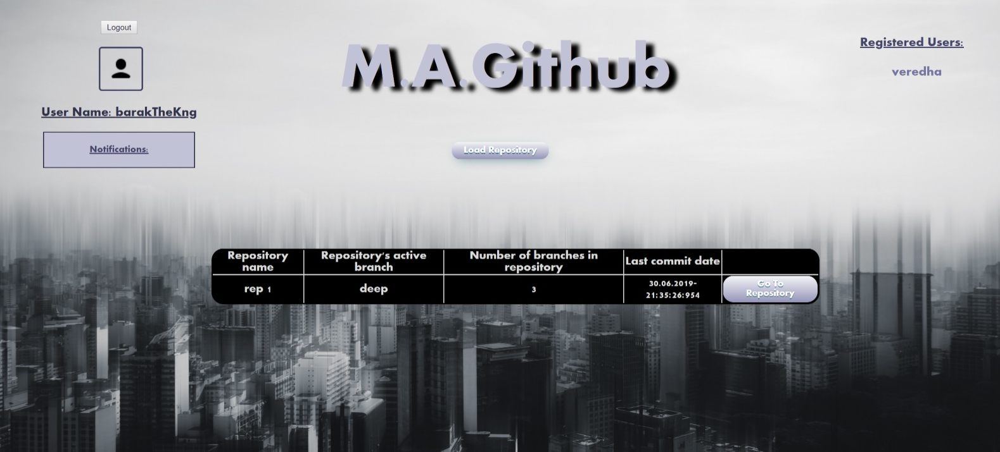 Logout
M.A.Github
Registered Users:
veredha
User Name: barakTheKng
Notifications:
Load Repository
Repository
name
Repository's active
branch
Number of branches in
repository
Last commit date
rep 1
deep
3
30.06.2019-
21:35:26:954
Go To
Repository